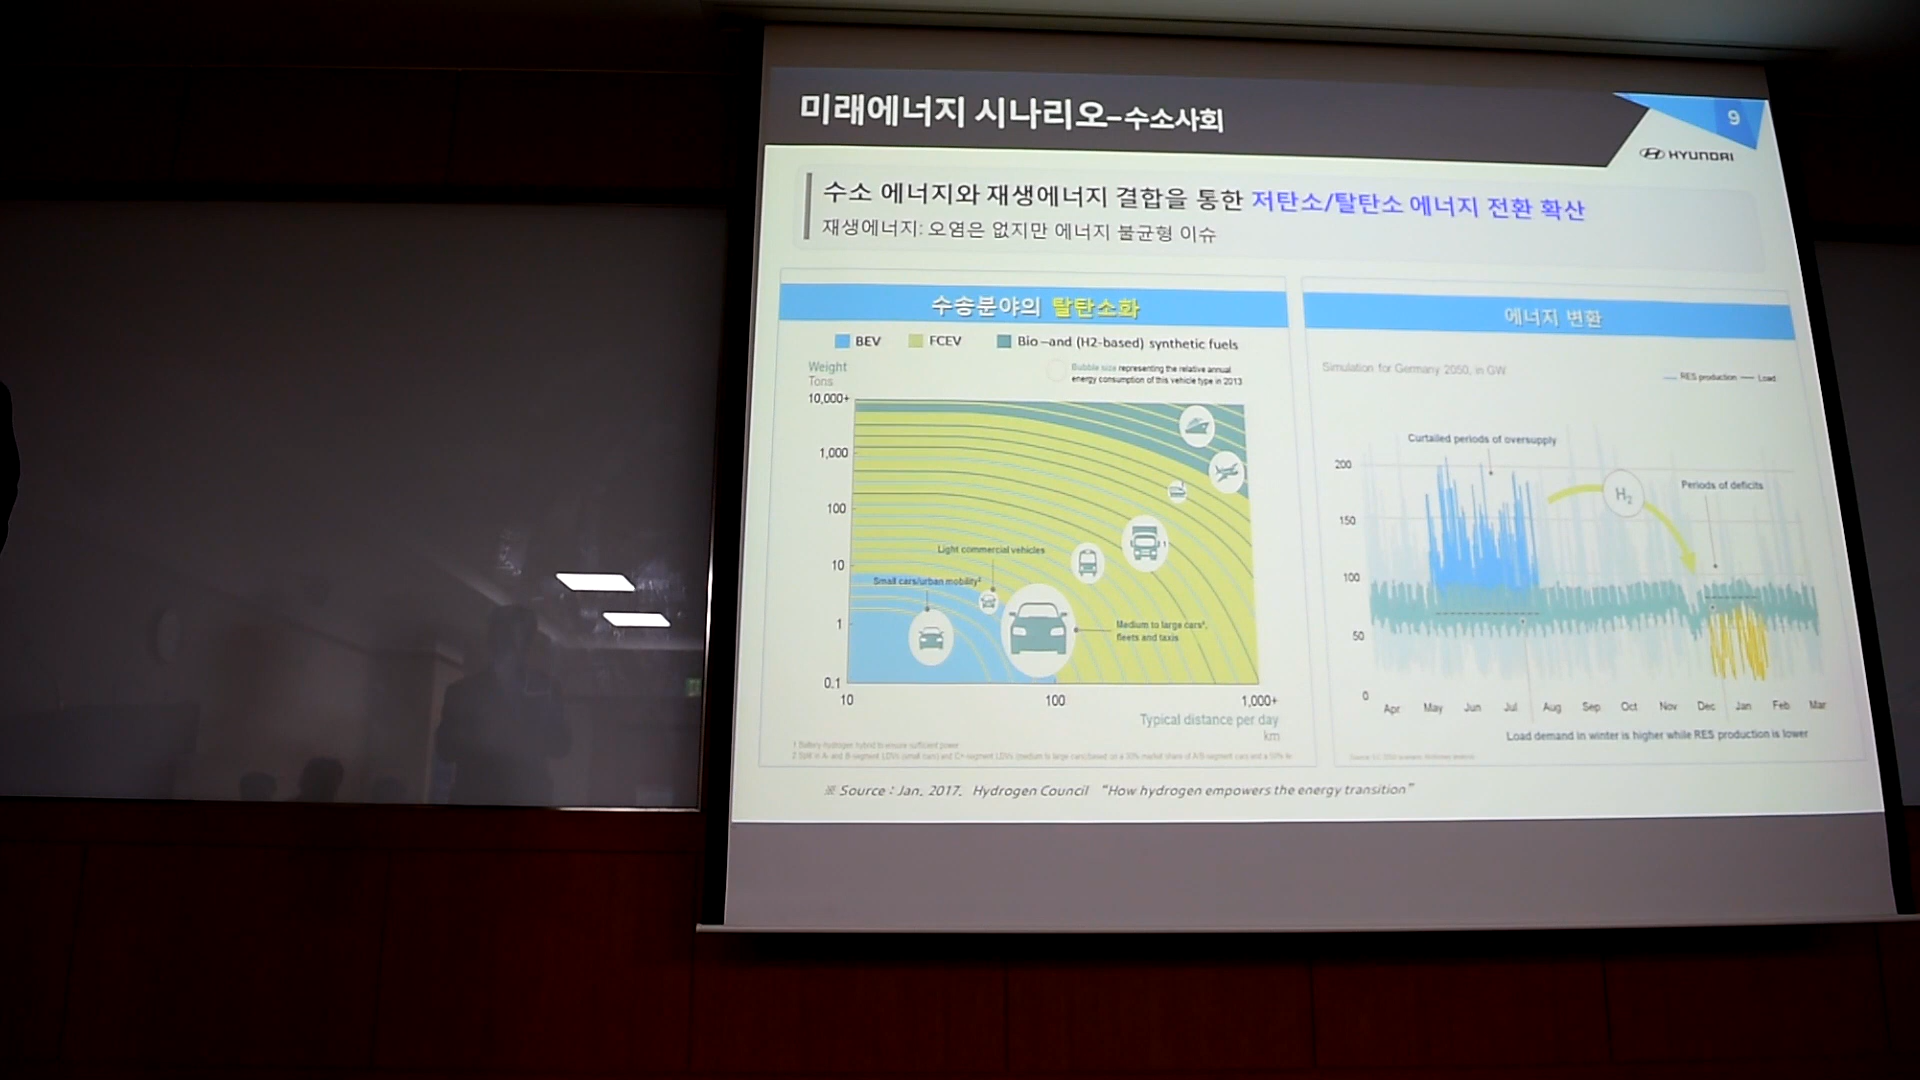 미래에너지 시나리오-수소사회
9
HYUNDAI
수소 에너지와 재생에너지 결합을 통한 저탄소/탈탄소 에너지 전환 확산
재생에너지: 오염은 없지만 에너지 불균형 이슈
수송분야의 탈탄소화
BEV FCEV Bio-and (H2-based) synthetic fuels
Weight
Tons
Bubble size representing the relative annual
energy consumption of this vehicle type in 2013
10,000+
1,000
100
10
1
0.1
Light commercial vehicles
Small cars/urban mobility²
1
Medium to large cars²,
fleets and taxis
10 100 1,000+
Typical distance per day
km
1 Battery-hydrogen hybrid to ensure sufficient power
에너지 변환
Simulation for Germany 2050, in GW
RES production Load
Curtailed periods of oversupply
H₂
Periods of deficits
200
150
100
50
0
Apr May Jun Jul Aug Sep Oct Nov Dec Jan Feb Mar
Load demand in winter is higher while RES production is lower
※ Source : Jan. 2017. Hydrogen Council "How hydrogen empowers the energy transition"